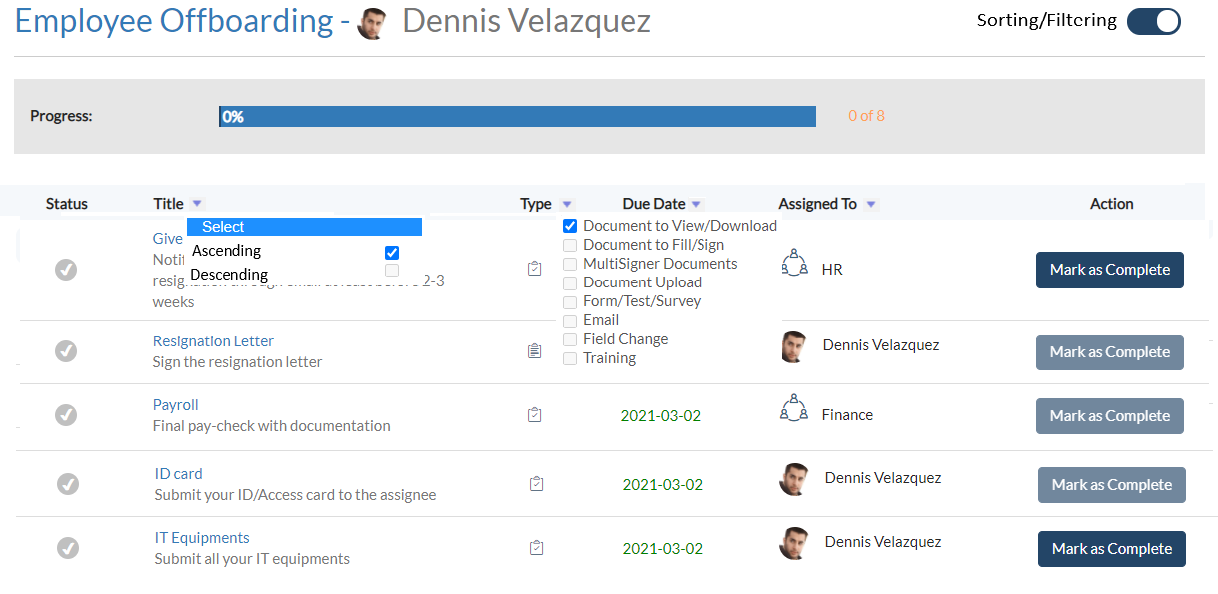 Employee Offboarding - Dennis Velazquez
Sorting/Filtering
Progress:
0%
0 of 8
Status
Title
Type
Due Date
Assigned To
Action
Select
Ascending
Descending
Document to View/Download
Document to Fill/Sign
MultiSigner Documents
Document Upload
Form/Test/Survey
Email
Field Change
Training
Give
2-3
weeks
HR
Mark as Complete
Resignation Letter
Sign the resignation letter
Dennis Velazquez
Mark as Complete
Payroll
Final pay-check with documentation
2021-03-02
Finance
Mark as Complete
ID card
Submit your ID/Access card to the assignee
2021-03-02
Dennis Velazquez
Mark as Complete
IT Equipments
Submit all your IT equipments
2021-03-02
Dennis Velazquez
Mark as Complete